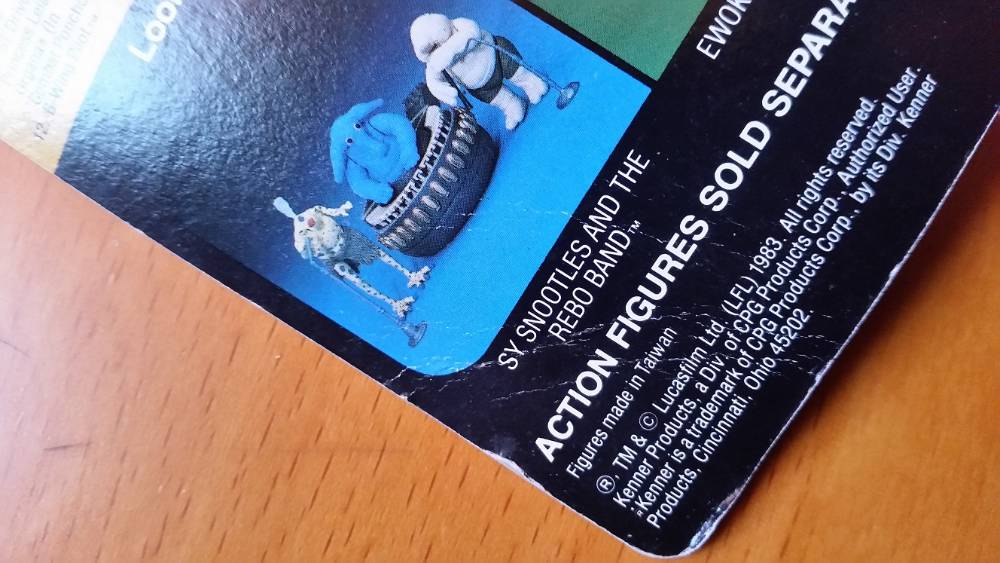 Loo
EWOK
SY SNOOTLES AND THE
REBO BAND™
ACTION FIGURES SOLD SEPARA
Figures made in Taiwan
®, TM & © Lucasfilm Ltd. (LFL) 1983. All rights reserved.
Kenner Products, a Div. of CPG Products Corp., Authorized User.
*Kenner is a trademark of CPG Products Corp., by its Div. Kenner
Products, Cincinnati, Ohio 45202.